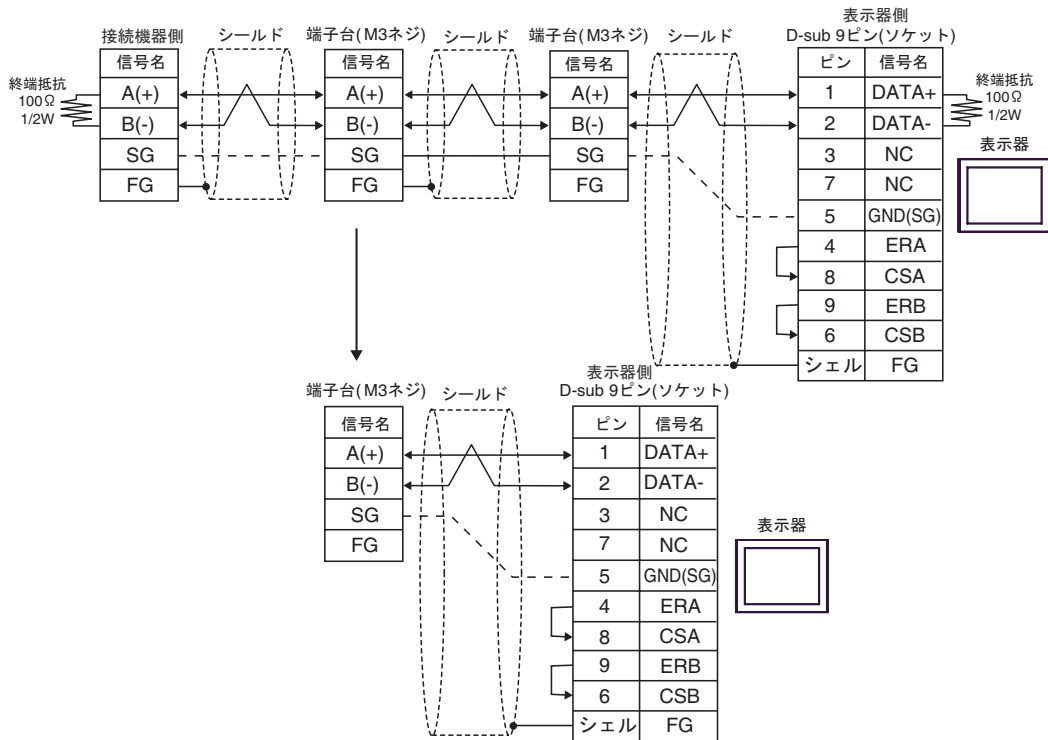 接続機器側
シールド
端子台(M3ネジ)
シールド
端子台(M3ネジ)
シールド
表示器側
D-sub 9ピン(ソケット)
終端抵抗
100Ω
1/2W
信号名
A(+)
B(-)
SG
FG
信号名
A(+)
B(-)
SG
FG
信号名
A(+)
B(-)
SG
FG
ピン 信号名
1 DATA+
2 DATA-
3 NC
7 NC
5 GND(SG)
4 ERA
8 CSA
9 ERB
6 CSB
シェル FG
終端抵抗
100Ω
1/2W
表示器
端子台(M3ネジ)
シールド
表示器側
D-sub 9ピン(ソケット)
信号名
A(+)
B(-)
SG
FG
ピン 信号名
1 DATA+
2 DATA-
3 NC
7 NC
5 GND(SG)
4 ERA
8 CSA
9 ERB
6 CSB
シェル FG
表示器